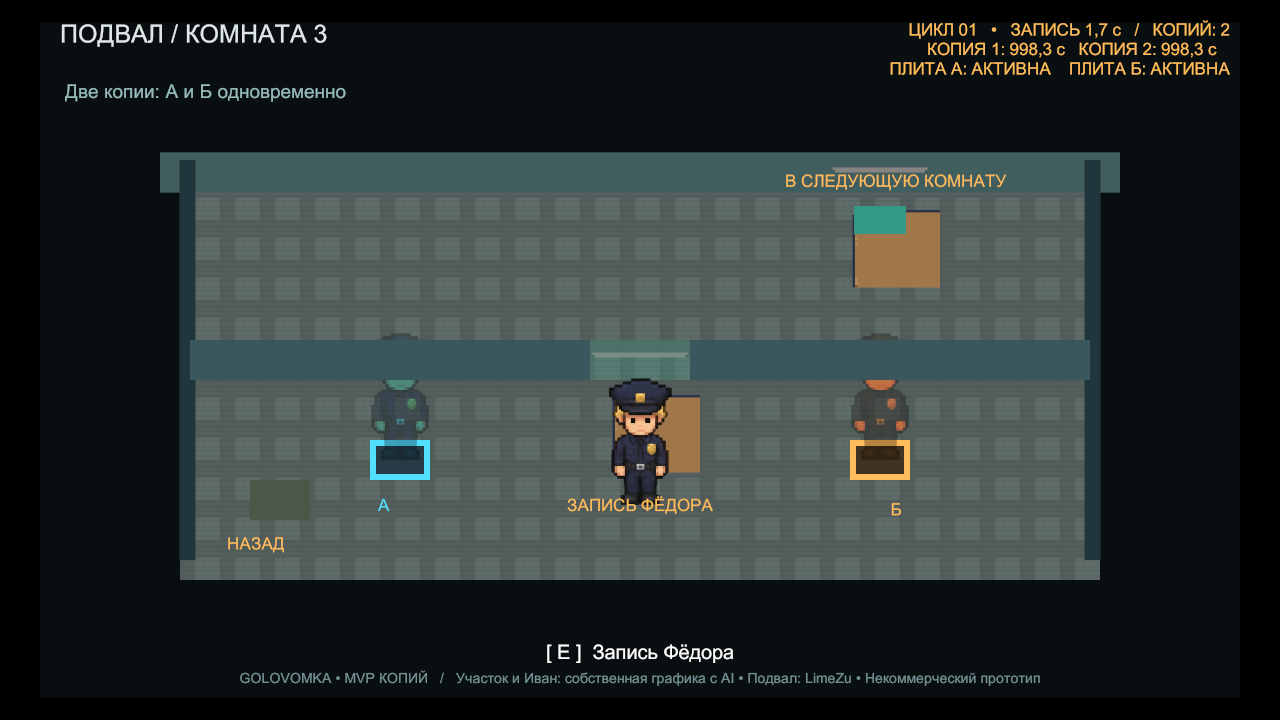 ПОДВАЛ / КОМНАТА 3
ЦИКЛ 01 • ЗАПИСЬ 1,7 с / КОПИЙ: 2
КОПИЯ 1: 998,3 с КОПИЯ 2: 998,3 с
ПЛИТА А: АКТИВНА ПЛИТА Б: АКТИВНА
Две копии: А и Б одновременно
В СЛЕДУЮЩУЮ КОМНАТУ
А
ЗАПИСЬ ФЁДОРА
Б
НАЗАД
[ E ] Запись Фёдора
GOLOVOMKA • MVP КОПИЙ / Участок и Иван: собственная графика с AI • Подвал: LimeZu • Некоммерческий прототип